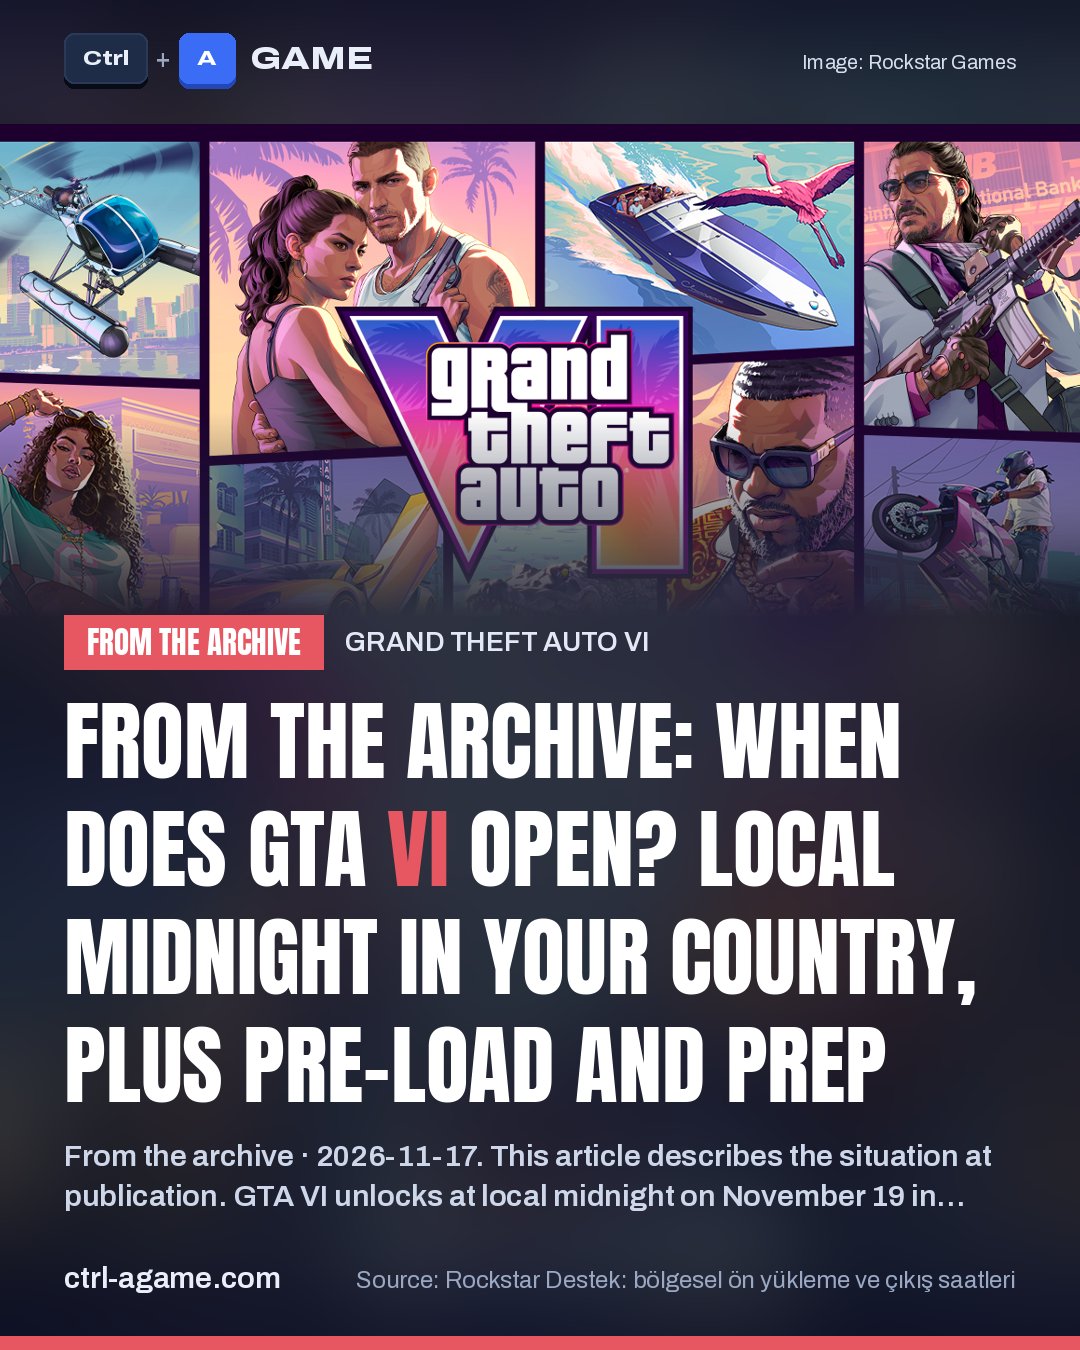 Ctrl + A GAME
Image: Rockstar Games
VI
grand
theft
auto
FROM THE ARCHIVE
GRAND THEFT AUTO VI
FROM THE ARCHIVE: WHEN
DOES GTA VI OPEN? LOCAL
MIDNIGHT IN YOUR COUNTRY,
PLUS PRE-LOAD AND PREP
From the archive · 2026-11-17. This article describes the situation at
publication. GTA VI unlocks at local midnight on November 19 in...
ctrl-agame.com
Source: Rockstar Destek: bölgesel ön yükleme ve çıkış saatleri